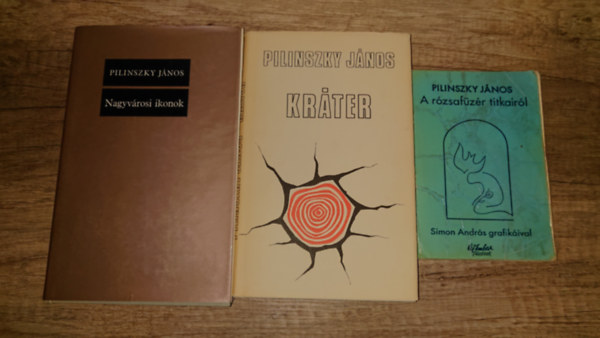 PILINSZKY JÁNOS
Nagyvárosi ikonok
PILINSZKY JÁNOS
KRÁTER
PILINSZKY JÁNOS
A rózsafüzér titkairól
Simon András grafikáival